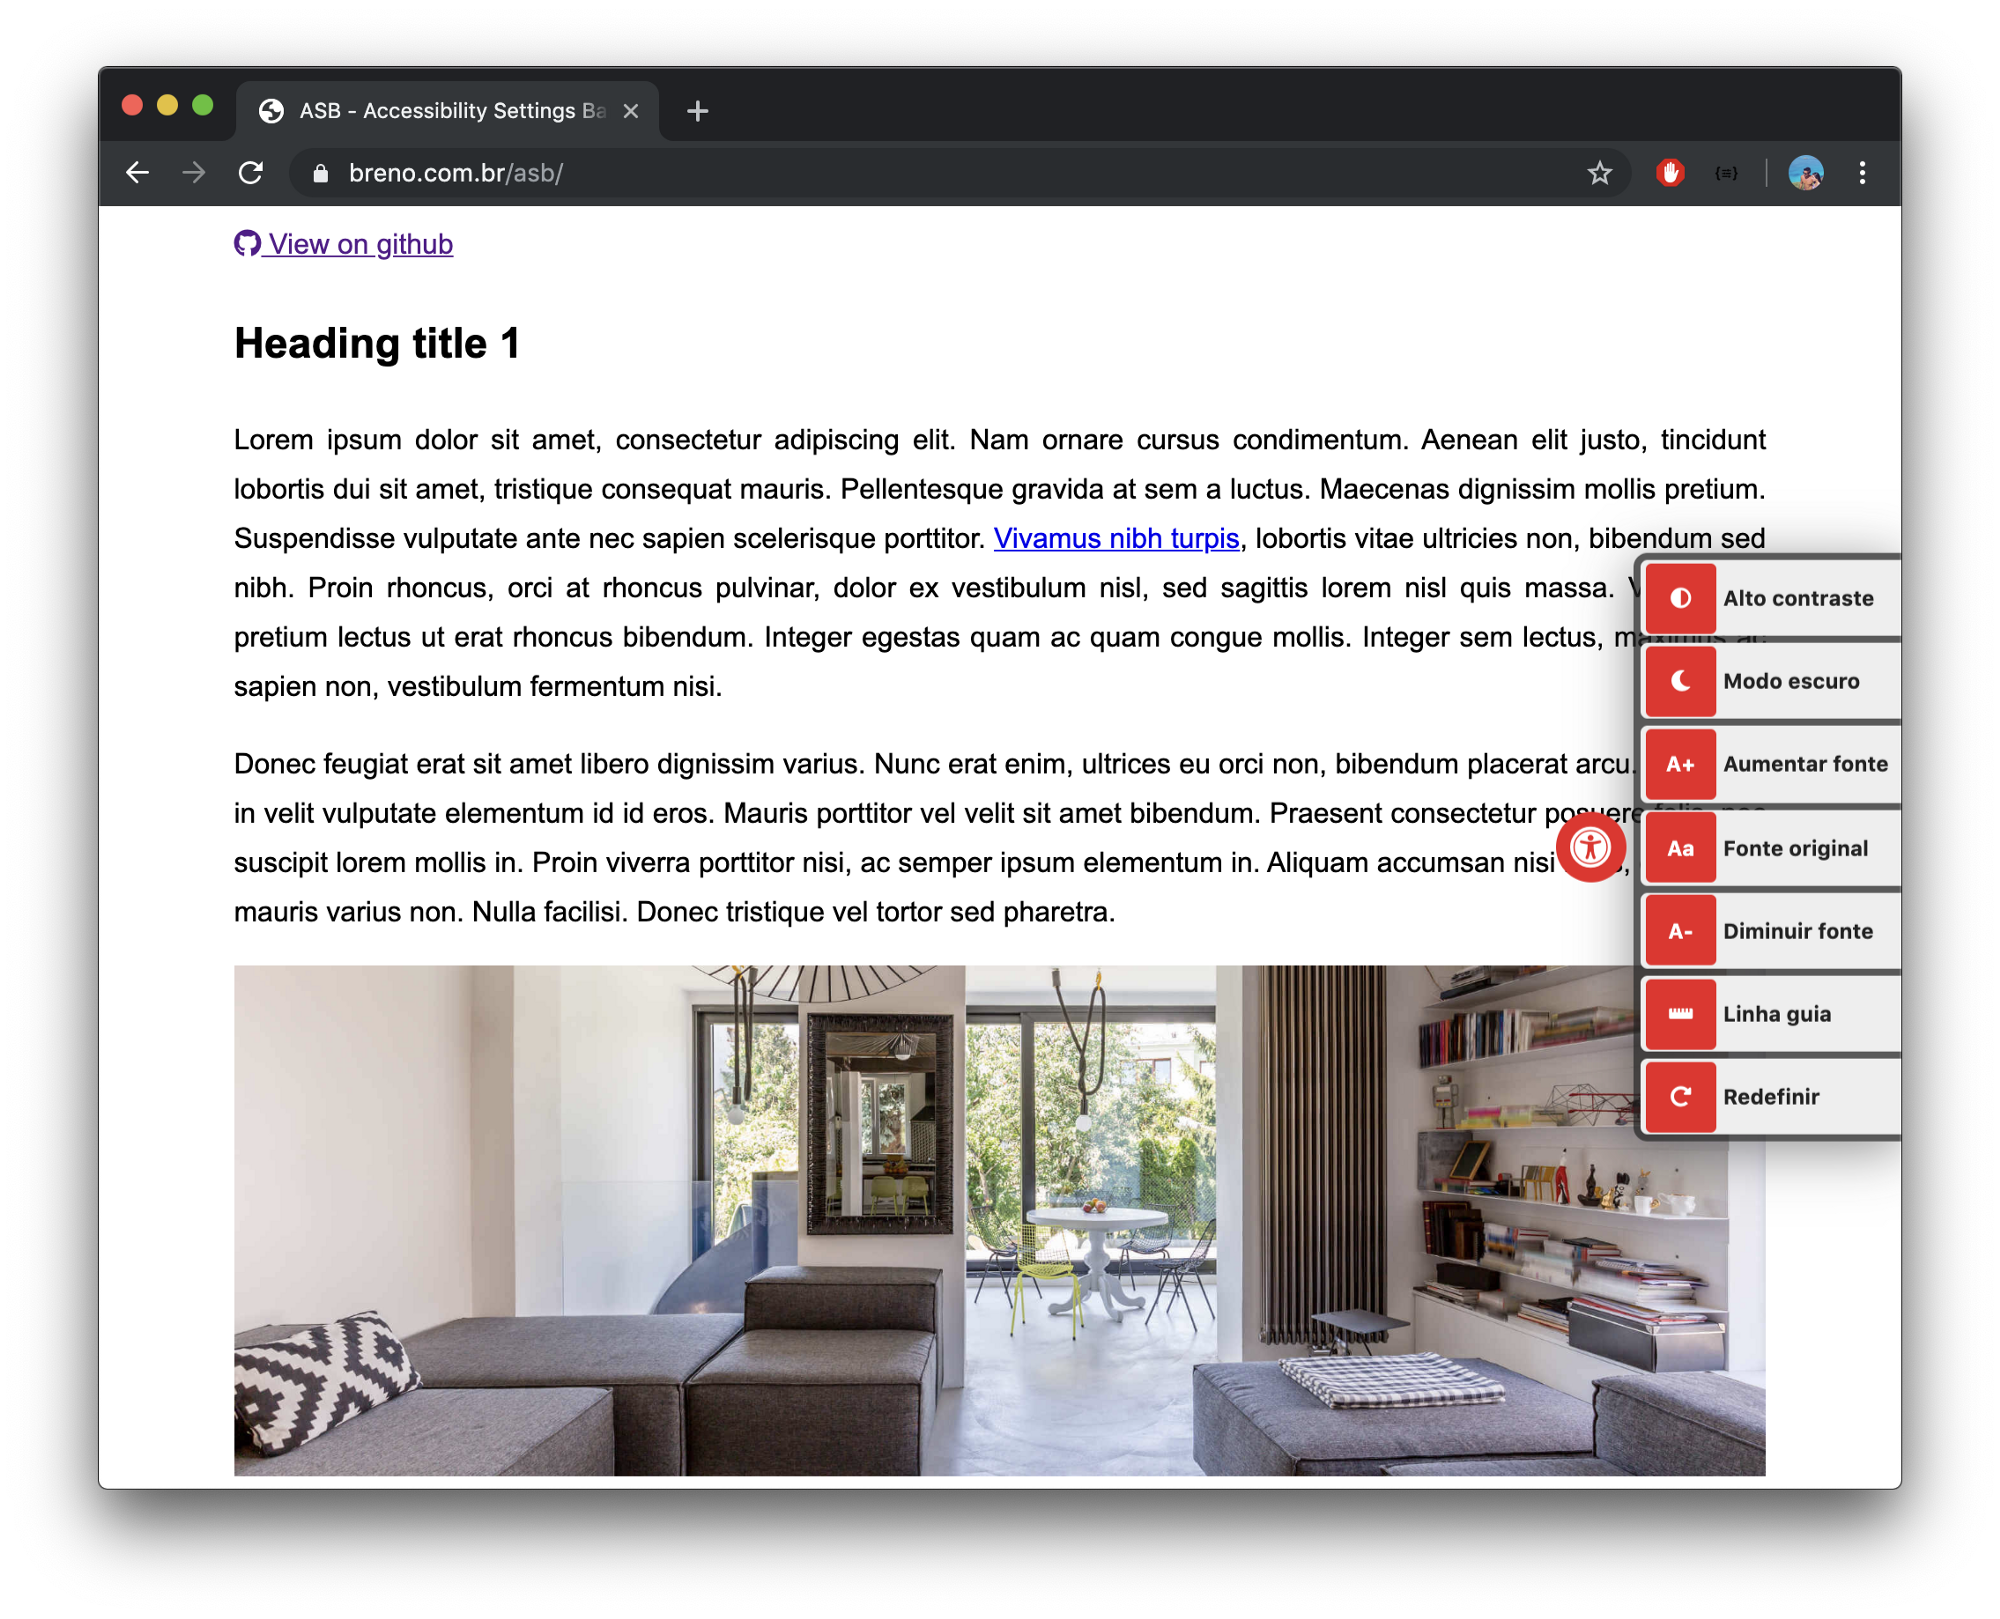 ASB - Accessibility Settings Ba
breno.com.br/asb/
View on github
Heading title 1
Lorem ipsum dolor sit amet, consectetur adipiscing elit. Nam ornare cursus condimentum. Aenean elit justo, tincidunt
lobortis dui sit amet, tristique consequat mauris. Pellentesque gravida at sem a luctus. Maecenas dignissim mollis pretium.
Suspendisse vulputate ante nec sapien scelerisque porttitor. Vivamus nibh turpis, lobortis vitae ultricies non, bibendum sed
nibh. Proin rhoncus, orci at rhoncus pulvinar, dolor ex vestibulum nisl, sed sagittis lorem nisl quis massa.
pretium lectus ut erat rhoncus bibendum. Integer egestas quam ac quam congue mollis. Integer sem lectus, maximus ac
sapien non, vestibulum fermentum nisi.
Donec feugiat erat sit amet libero dignissim varius. Nunc erat enim, ultrices eu orci non, bibendum placerat arcu.
in velit vulputate elementum id id eros. Mauris porttitor vel velit sit amet bibendum. Praesent consectetur posuere felis, nec
suscipit lorem mollis in. Proin viverra porttitor nisi, ac semper ipsum elementum in. Aliquam accumsan nisi
mauris varius non. Nulla facilisi. Donec tristique vel tortor sed pharetra.
Alto contraste
Modo escuro
A+ Aumentar fonte
Aa Fonte original
A- Diminuir fonte
Linha guia
Redefinir